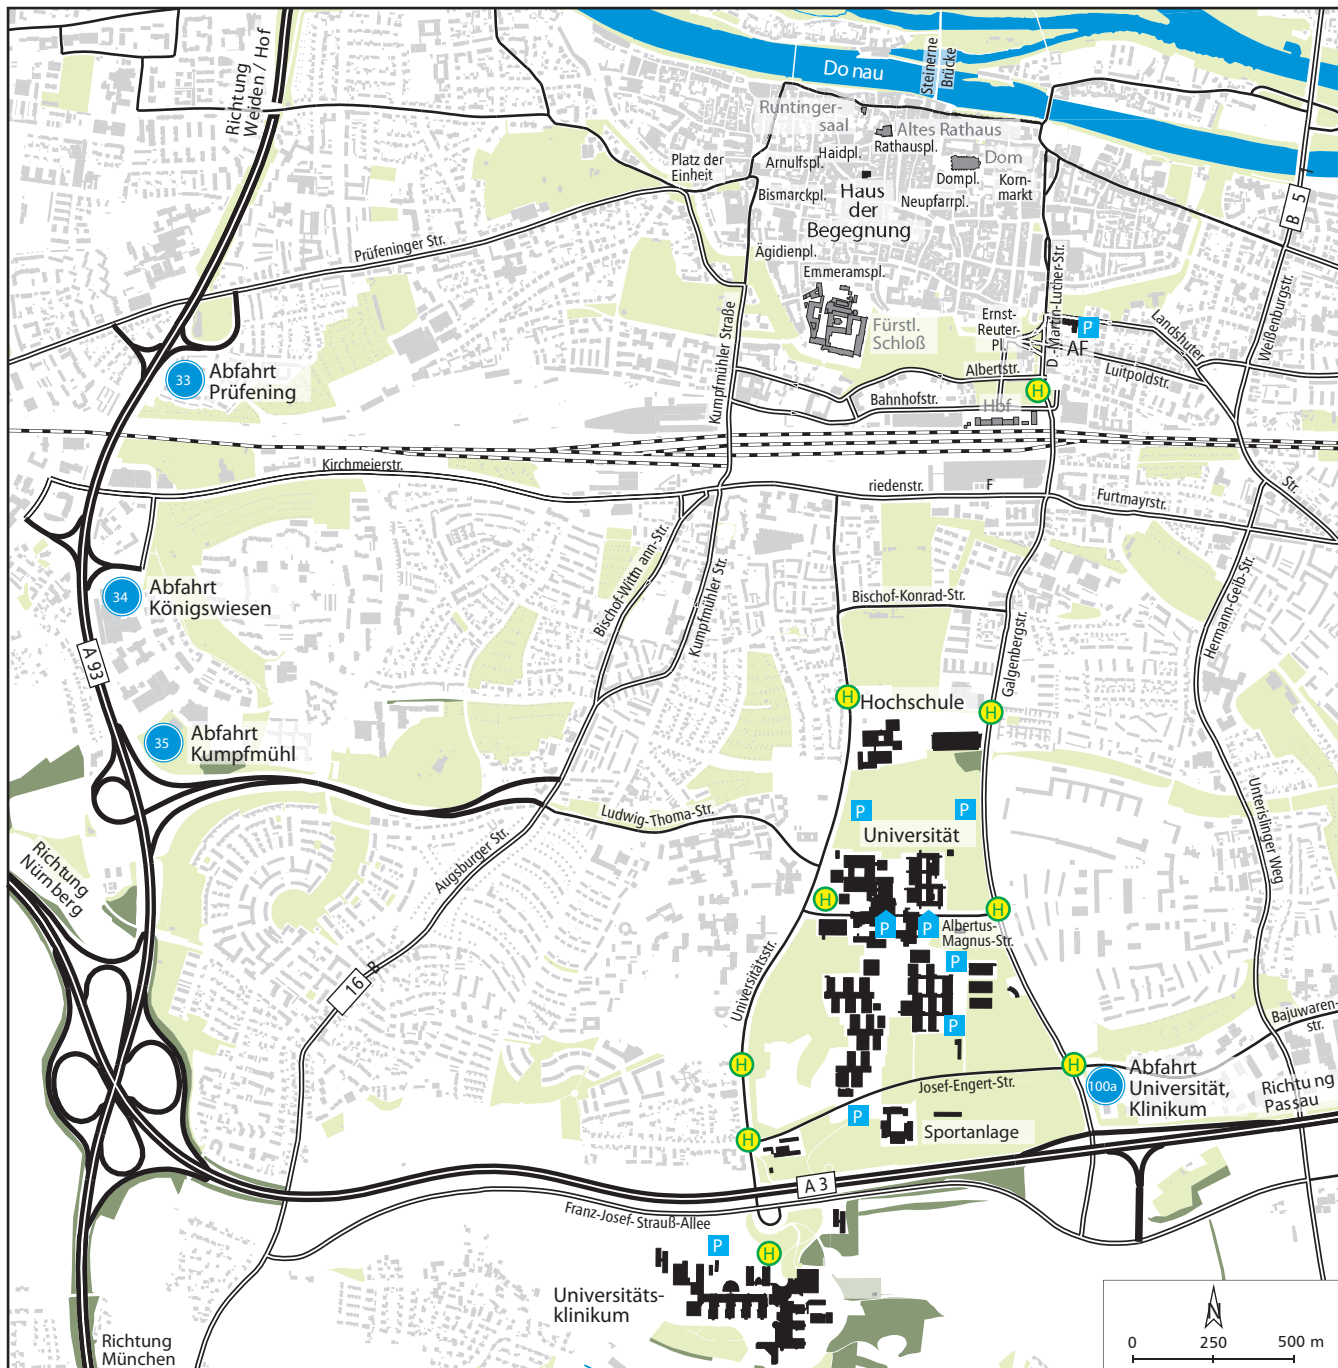 Richtung
Weiden / Hof
Donau
Steinerne
Brücke
Runtinger-
saal
Altes Rathaus
Rathauspl.
Haidpl.
Arnulfspl.
Platz der
Einheit
Dom
Dompl.
Korn-
markt
Bismarckpl.
Haus
der
Begegnung
Neupfarrpl.
B 5
Prüfeninger Str.
Ägidienpl.
Emmeramspl.
Fürstl.
Schloß
Ernst-
Reuter-
Pl.
D.-Martin-Luther-Str.
P
AF
Landshuter
Str.
Luitpoldstr.
Weißenburgstr.
Kumpfmühler Straße
Albertstr.
Bahnhofstr.
H
Hbf
33
Abfahrt
Prüfening
Kirchmeierstr.
riedenstr.
F
Furtmayrstr.
34
Abfahrt
Königswiesen
A 93
Bischof-Wittm ann-Str.
Kumpfmühler Str.
Bischof-Konrad-Str.
Galgenbergstr.
Hermann-Geib-Str.
35
Abfahrt
Kumpfmühl
H
Hochschule
H
Ludwig-Thoma-Str.
P
P
Universität
Unterislinger Weg
Augsburger Str.
Richtung
Nürnberg
H
P
P
H
Albertus-
Magnus-Str.
P
16
B
Universitätsstr.
P
Bajuwaren-
str.
H
Josef-Engert-Str.
H
100a
Abfahrt
Universität,
Klinikum
Richtung
Passau
P
Sportanlage
H
A 3
Franz-Josef-Strauß-Allee
P
H
Universitäts-
klinikum
Richtung
München
N
0
250
500 m